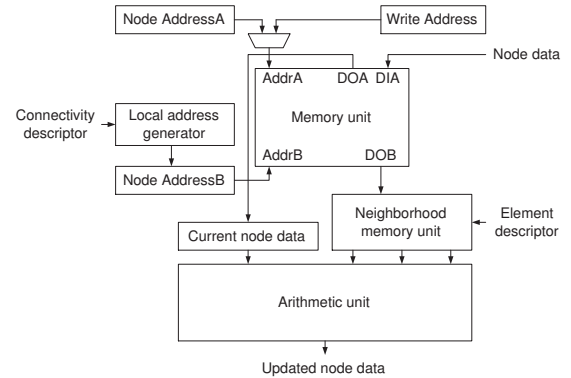 Node AddressA
Write Address
Node data
AddrA DOA DIA
Connectivity
descriptor
Local address
generator
Memory unit
AddrB DOB
Node AddressB
Neighborhood
memory unit
Element
descriptor
Current node data
Arithmetic unit
Updated node data